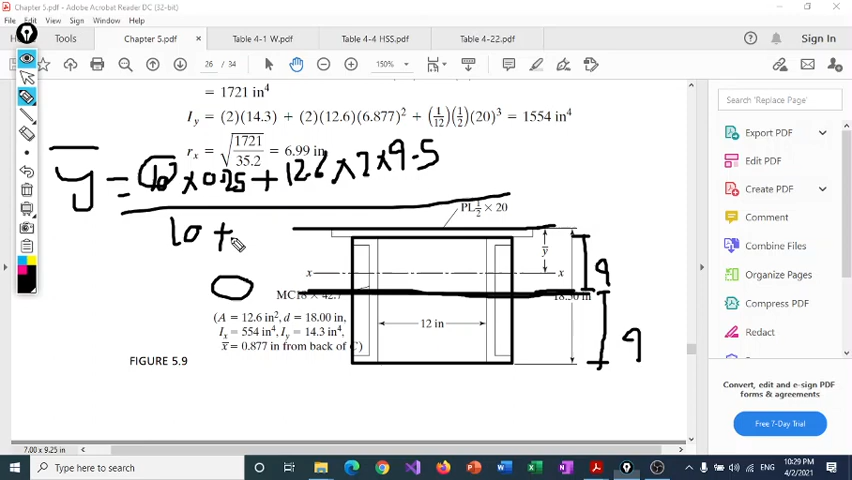 Chapter 5.pdf - Adobe Acrobat Reader DC (32-bit)
File Edit View Sign Window Help
Tools
Chapter 5.pdf ×
Table 4-1 W.pdf
Table 4-4 HSS.pdf
Table 4-22.pdf
Sign In
26 / 34
150%
= 1721 in⁴
I_y = (2)(14.3) + (2)(12.6)(6.877)² + (1/12)(1/2)(20)³ = 1554 in⁴
r_x = √(1721/35.2) = 6.99 in
ȳ = 10 × 0.25 + 12.6 × 2 × 9.5
10 +
PL 1/2 × 20
ȳ
x
x
9
18.50 in
MC18 × 42.7
12 in
9
(A = 12.6 in², d = 18.00 in,
I_x = 554 in⁴, I_y = 14.3 in⁴,
x̄ = 0.877 in from back of C)
FIGURE 5.9
Search 'Replace Page'
Export PDF
Edit PDF
Create PDF
Comment
Combine Files
Organize Pages
Compress PDF
Redact
Convert, edit and e-sign PDF
forms & agreements
Free 7-Day Trial
7.00 x 9.25 in
Type here to search
ENG
10:29 PM
4/2/2021